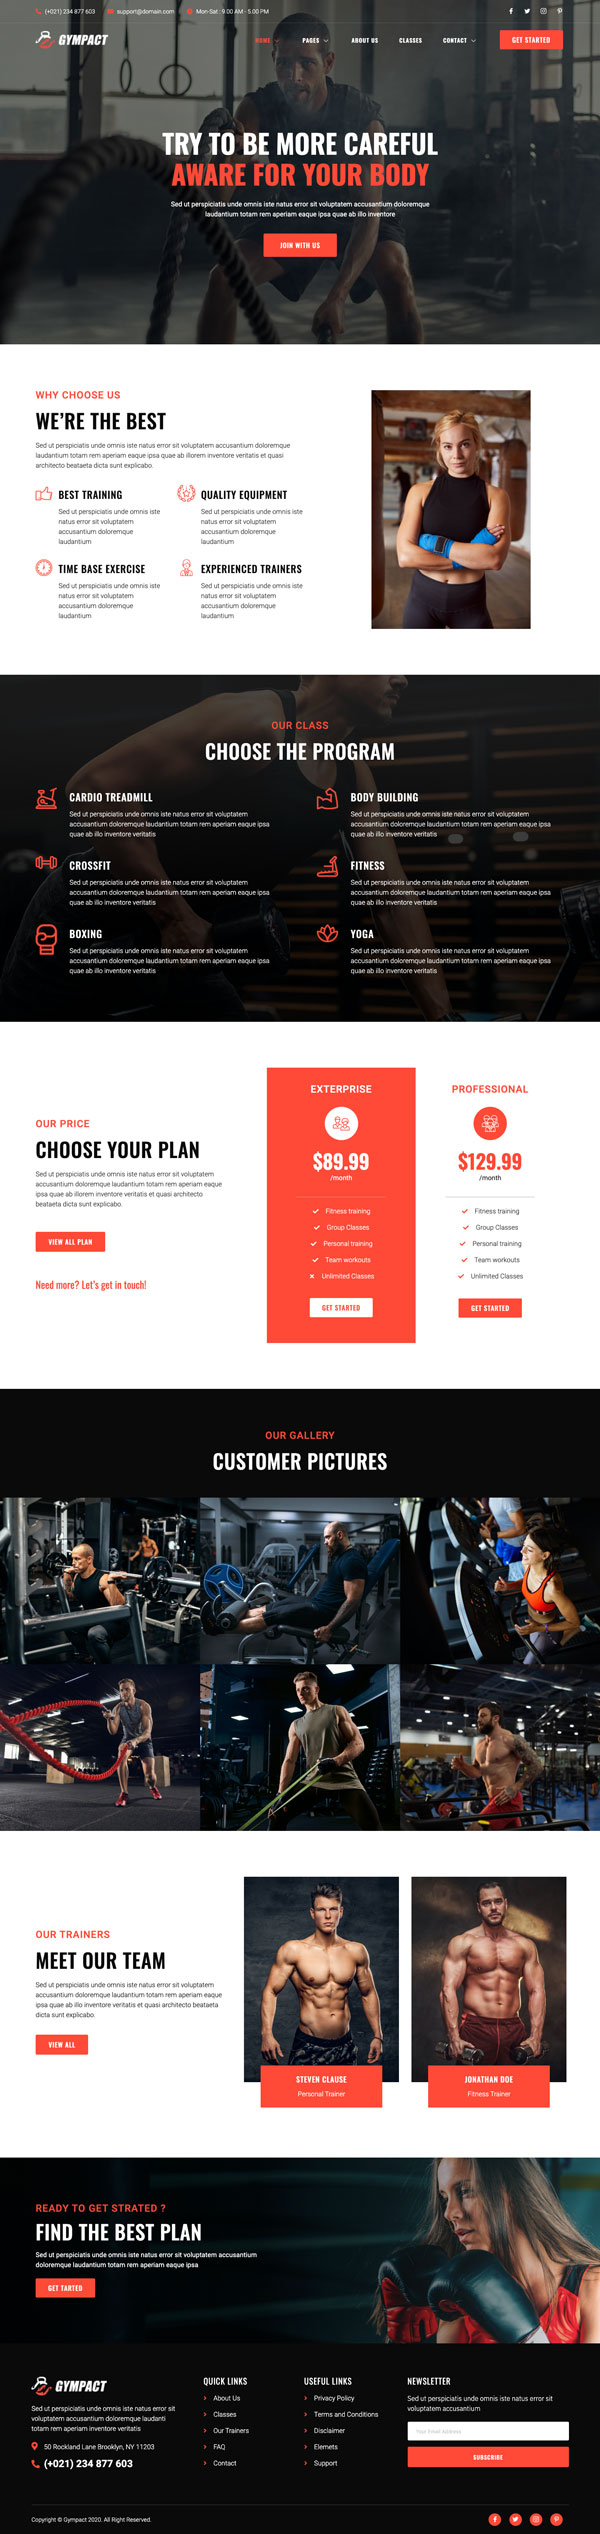 (+021) 234 877 603 support@domain.com Mon-Sat : 9.00 AM - 5.00 PM
GYMPACT HOME PAGES ABOUT US CLASSES CONTACT GET STARTED
TRY TO BE MORE CAREFUL
AWARE FOR YOUR BODY
Sed ut perspiciatis unde omnis iste natus error sit voluptatem accusantium doloremque
laudantium totam rem aperiam eaque ipsa quae ab illo inventore
JOIN WITH US
WHY CHOOSE US
WE'RE THE BEST
Sed ut perspiciatis unde omnis iste natus error sit voluptatem accusantium doloremque
laudantium totam rem aperiam eaque ipsa quae ab illorem inventore veritatis et quasi
architecto beataeta dicta sunt explicabo.
BEST TRAINING
Sed ut perspiciatis unde omnis iste
natus error sit voluptatem
accusantium doloremque
laudantium
QUALITY EQUIPMENT
Sed ut perspiciatis unde omnis iste
natus error sit voluptatem
accusantium doloremque
laudantium
TIME BASE EXERCISE
Sed ut perspiciatis unde omnis iste
natus error sit voluptatem
accusantium doloremque
laudantium
EXPERIENCED TRAINERS
Sed ut perspiciatis unde omnis iste
natus error sit voluptatem
accusantium doloremque
laudantium
OUR CLASS
CHOOSE THE PROGRAM
CARDIO TREADMILL
Sed ut perspiciatis unde omnis iste natus error sit voluptatem
accusantium doloremque laudantium totam rem aperiam eaque ipsa
quae ab illo inventore veritatis
BODY BUILDING
Sed ut perspiciatis unde omnis iste natus error sit voluptatem
accusantium doloremque laudantium totam rem aperiam eaque ipsa
quae ab illo inventore veritatis
CROSSFIT
Sed ut perspiciatis unde omnis iste natus error sit voluptatem
accusantium doloremque laudantium totam rem aperiam eaque ipsa
quae ab illo inventore veritatis
FITNESS
Sed ut perspiciatis unde omnis iste natus error sit voluptatem
accusantium doloremque laudantium totam rem aperiam eaque ipsa
quae ab illo inventore veritatis
BOXING
Sed ut perspiciatis unde omnis iste natus error sit voluptatem
accusantium doloremque laudantium totam rem aperiam eaque ipsa
quae ab illo inventore veritatis
YOGA
Sed ut perspiciatis unde omnis iste natus error sit voluptatem
accusantium doloremque laudantium totam rem aperiam eaque ipsa
quae ab illo inventore veritatis
OUR PRICE
CHOOSE YOUR PLAN
Sed ut perspiciatis unde omnis iste natus error sit voluptatem
accusantium doloremque laudantium totam rem aperiam eaque
ipsa quae ab illorem inventore veritatis et quasi architecto
beataeta dicta sunt explicabo.
VIEW ALL PLAN
Need more? Let's get in touch!
EXTERPRISE
$89.99
/month
Fitness training
Group Classes
Personal training
Team workouts
Unlimited Classes
GET STARTED
PROFESSIONAL
$129.99
/month
Fitness training
Group Classes
Personal training
Team workouts
Unlimited Classes
GET STARTED
OUR GALLERY
CUSTOMER PICTURES
OUR TRAINERS
MEET OUR TEAM
Sed ut perspiciatis unde omnis iste natus error sit voluptatem
accusantium doloremque laudantium totam rem aperiam eaque
ipsa quae ab illo inventore veritatis et quasi architecto beataeta
dicta sunt explicabo.
VIEW ALL
STEVEN CLAUSE
Personal Trainer
JONATHAN DOE
Fitness Trainer
READY TO GET STRATED ?
FIND THE BEST PLAN
Sed ut perspiciatis unde omnis iste natus error sit voluptatem accusantium
doloremque laudantium totam rem aperiam eaque ipsa
GET TARTED
GYMPACT
Sed ut perspiciatis unde omnis iste natus error sit
voluptatem accusantium doloremque laudanti
totam rem aperiam inventore veritatis
50 Rockland Lane Brooklyn, NY 11203
(+021) 234 877 603
QUICK LINKS
About Us
Classes
Our Trainers
FAQ
Contact
USEFUL LINKS
Privacy Policy
Terms and Conditions
Disclaimer
Elemets
Support
NEWSLETTER
Sed ut perspiciatis unde omnis iste natus error sit
voluptatem accusantium
Your Email Address
SUBSCRIBE
Copyright © Gympact 2020. All Right Reserved.